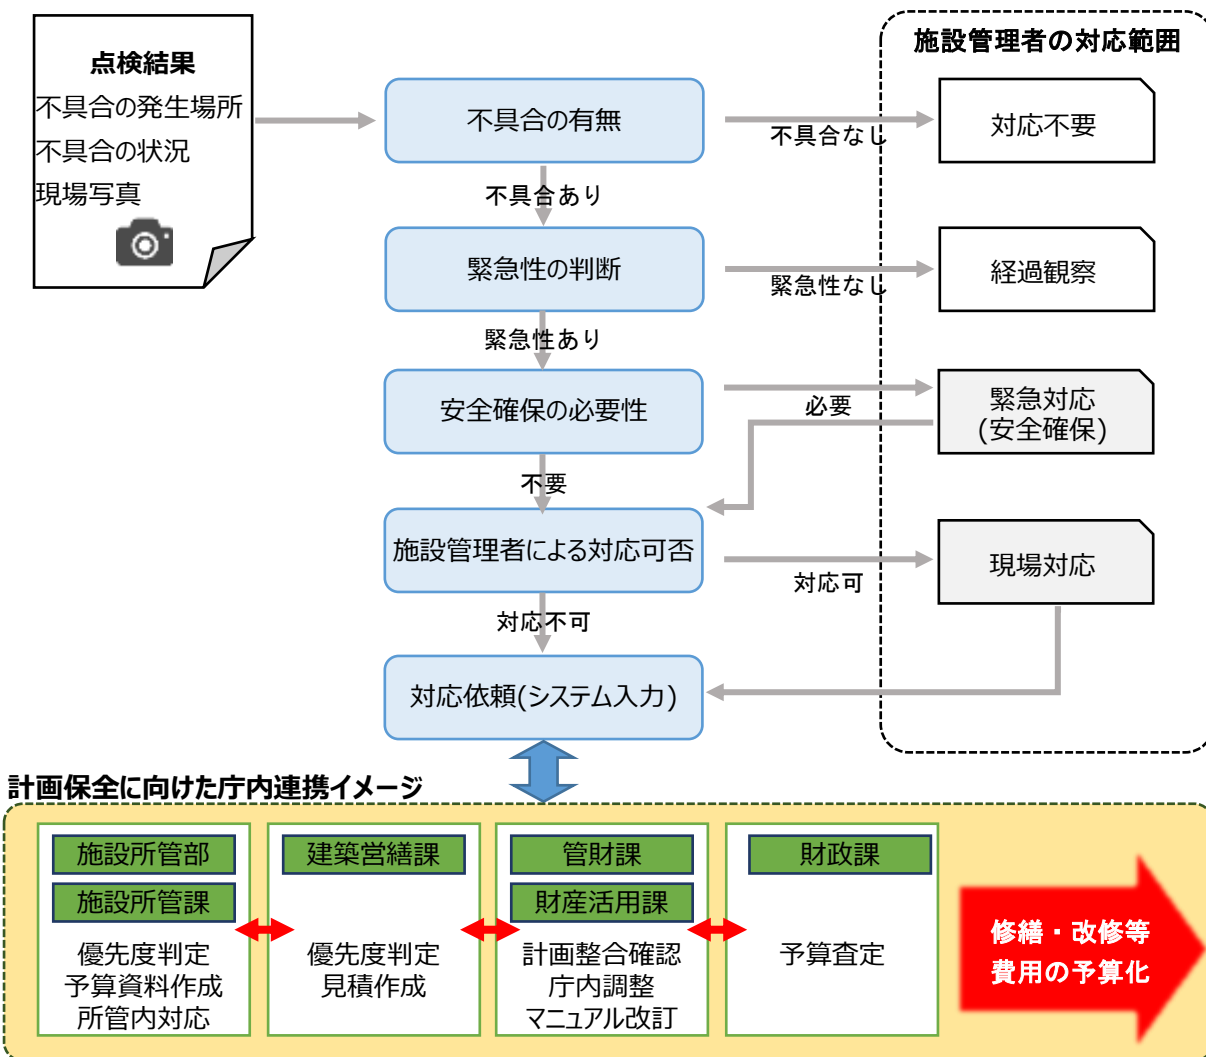 点検結果
不具合の発生場所
不具合の状況
現場写真
施設管理者の対応範囲
不具合の有無
不具合なし
対応不要
不具合あり
緊急性の判断
緊急性なし
経過観察
緊急性あり
安全確保の必要性
必要
緊急対応
(安全確保)
不要
施設管理者による対応可否
対応可
現場対応
対応不可
対応依頼(システム入力)
計画保全に向けた庁内連携イメージ
施設所管部
施設所管課
優先度判定
予算資料作成
所管内対応
建築営繕課
優先度判定
見積作成
管財課
財産活用課
計画整合確認
庁内調整
マニュアル改訂
財政課
予算査定
修繕・改修等
費用の予算化